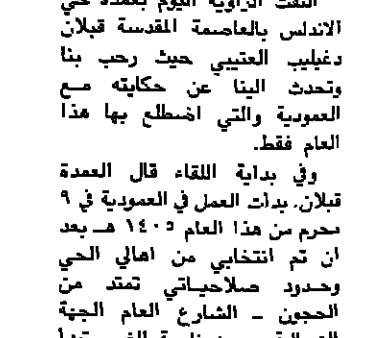 التقت الزاوية اليوم بعمدة حي
الاندلس بالعاصمة المقدسة قبلان
دغيليب العتيبي حيث رحب بنا
وتحدث الينا عن حكايته مع
العمودية والتي اضطلع بها هذا
العام فقط.
وفي بداية اللقاء قال العمدة
قبلان. بدأت العمل في العمودية في ٩
محرم من هذا العام ١٤٠٥ هـ بعد
ان تم انتخابي من اهالي الحي
وحدود صلاحياتي تمتد من
الحجون - الشارع العام الجهة